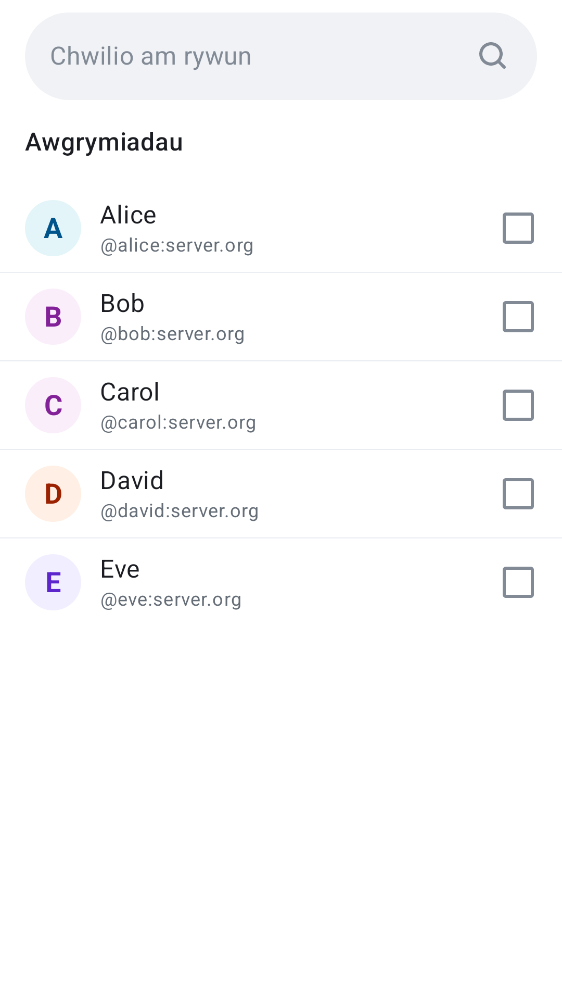 Chwilio am rywun
Awgrymiadau
A
Alice
@alice:server.org
B
Bob
@bob:server.org
C
Carol
@carol:server.org
D
David
@david:server.org
E
Eve
@eve:server.org